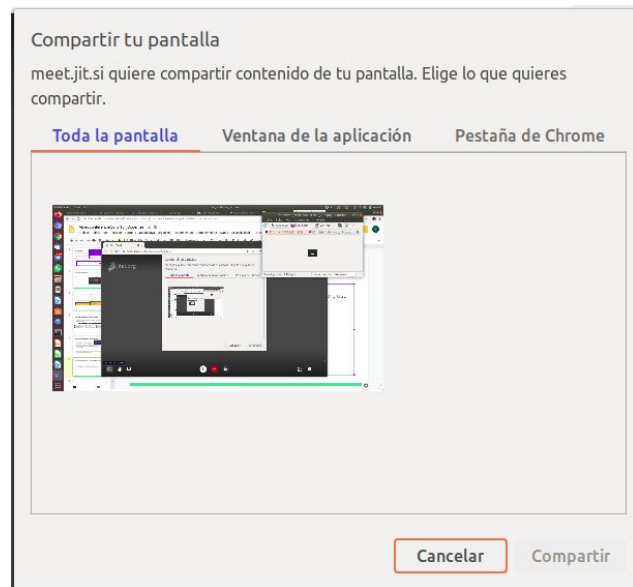 Compartir tu pantalla
meet.jit.si quiere compartir contenido de tu pantalla. Elige lo que quieres
compartir.
Toda la pantalla Ventana de la aplicación Pestaña de Chrome
Cancelar Compartir